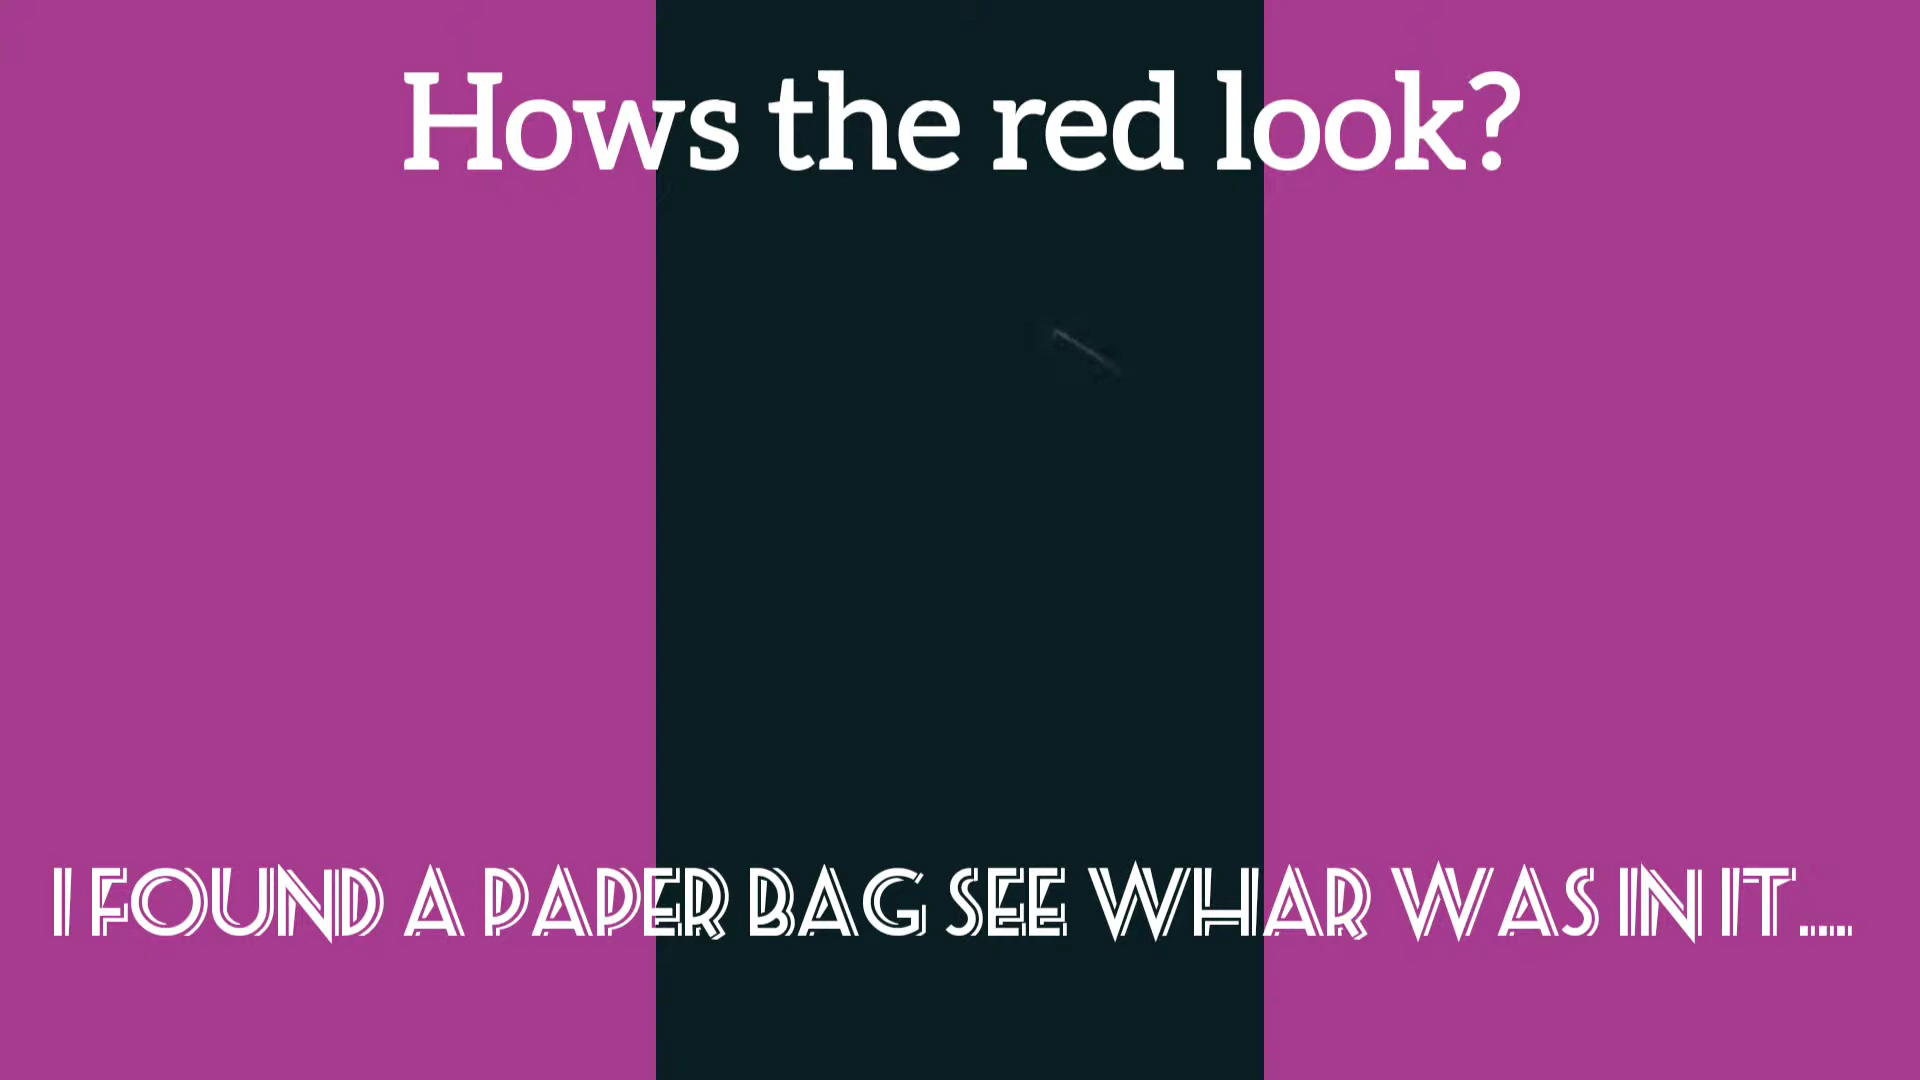 Hows the red look?
I FOUND A PAPER BAG SEE WHAR WAS IN IT......